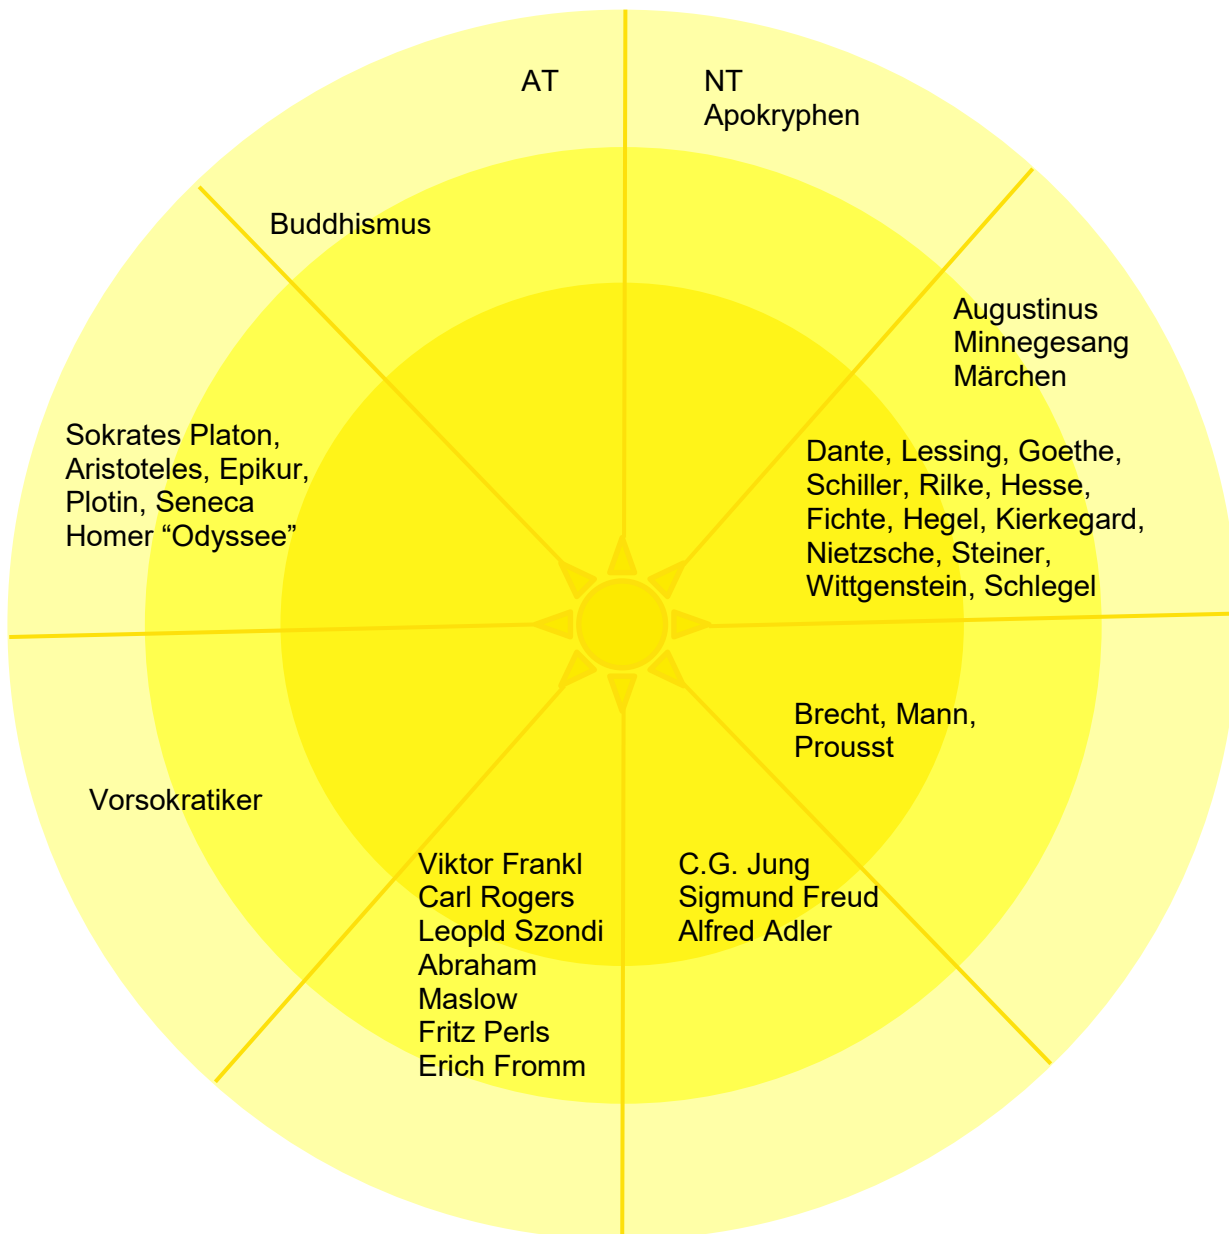 AT
NT
Apokryphen
Buddhismus
Augustinus
Minnegesang
Märchen
Sokrates Platon,
Aristoteles, Epikur,
Plotin, Seneca
Homer “Odyssee”
Dante, Lessing, Goethe,
Schiller, Rilke, Hesse,
Fichte, Hegel, Kierkegard,
Nietzsche, Steiner,
Wittgenstein, Schlegel
Brecht, Mann,
Prousst
Vorsokratiker
Viktor Frankl
Carl Rogers
Leopld Szondi
Abraham
Maslow
Fritz Perls
Erich Fromm
C.G. Jung
Sigmund Freud
Alfred Adler